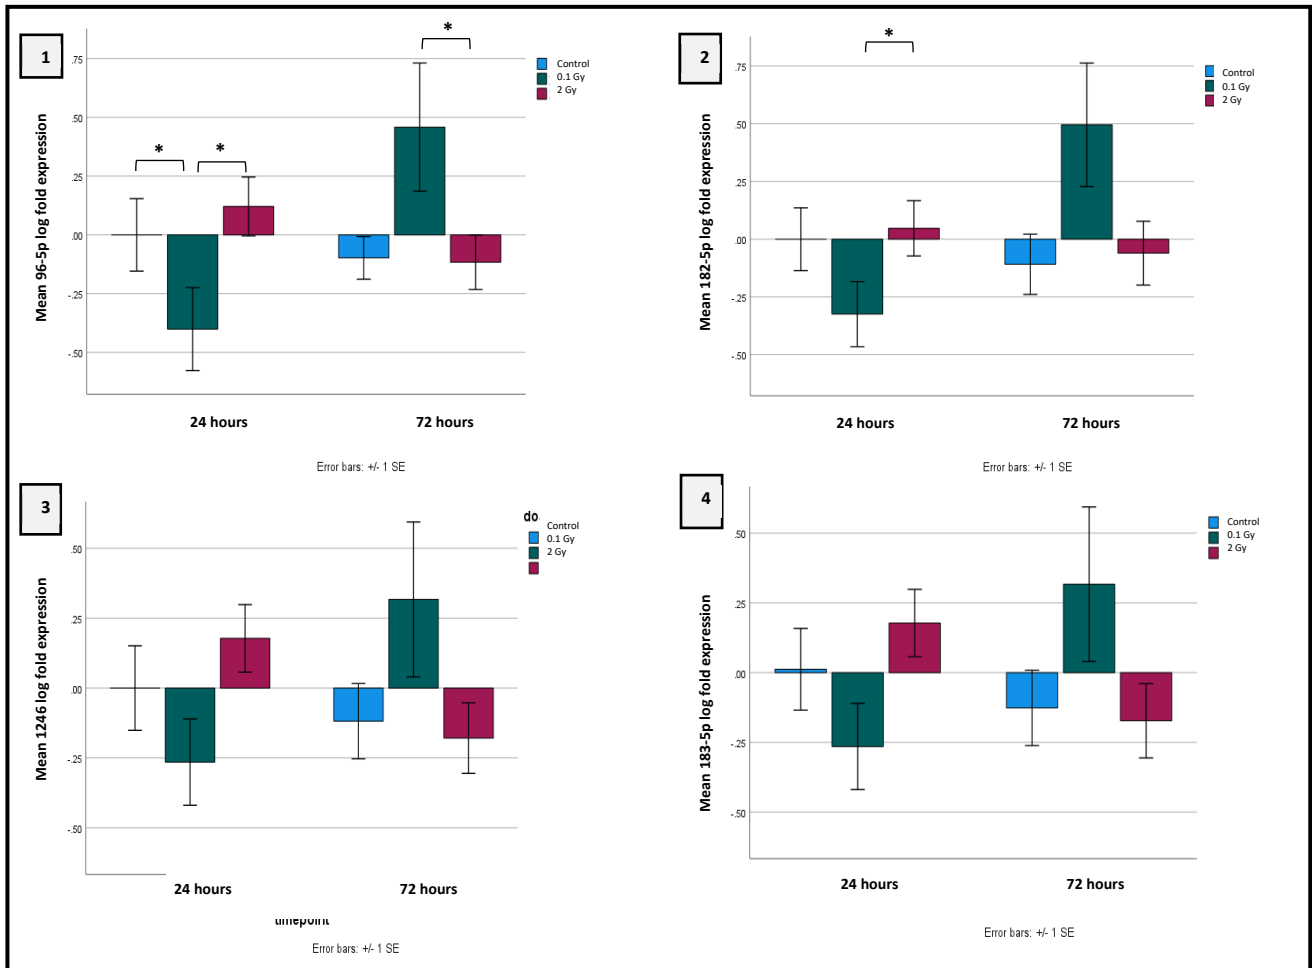 1
*
*
*
.75
.50
.25
.00
-.25
-.50
Mean 96-5p log fold expression
24 hours
72 hours
Error bars: +/- 1 SE
Control
0.1 Gy
2 Gy
2
*
.75
.50
.25
.00
-.25
-.50
Mean 182-5p log fold expression
24 hours
72 hours
Error bars: +/- 1 SE
Control
0.1 Gy
2 Gy
3
.50
.25
.00
-.25
-.50
Mean 1246 log fold expression
24 hours
72 hours
timepoint
Error bars: +/- 1 SE
do
Control
0.1 Gy
2 Gy
4
.50
.25
.00
-.25
-.50
Mean 183-5p log fold expression
24 hours
72 hours
Error bars: +/- 1 SE
Control
0.1 Gy
2 Gy